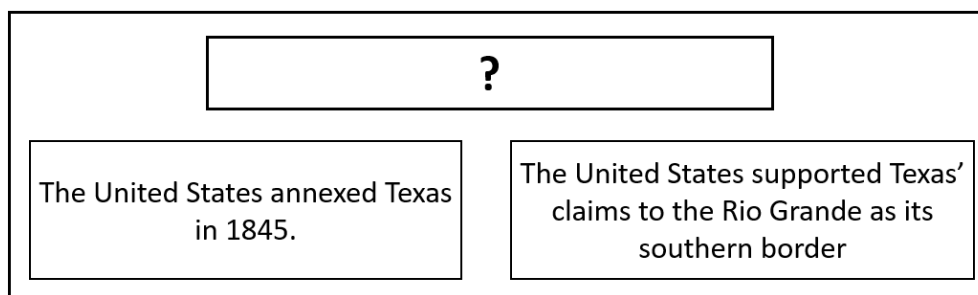 ?
The United States annexed Texas
in 1845.
The United States supported Texas’
claims to the Rio Grande as its
southern border